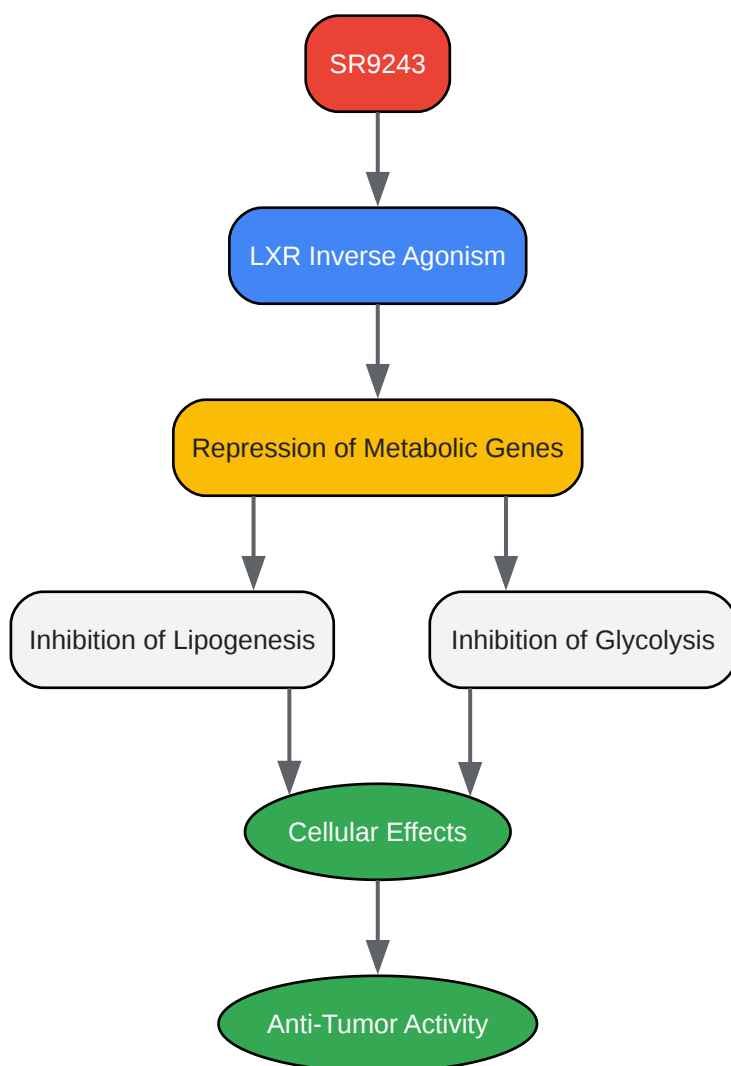 SR9243
LXR Inverse Agonism
Repression of Metabolic Genes
Inhibition of Lipogenesis
Inhibition of Glycolysis
Cellular Effects
Anti-Tumor Activity